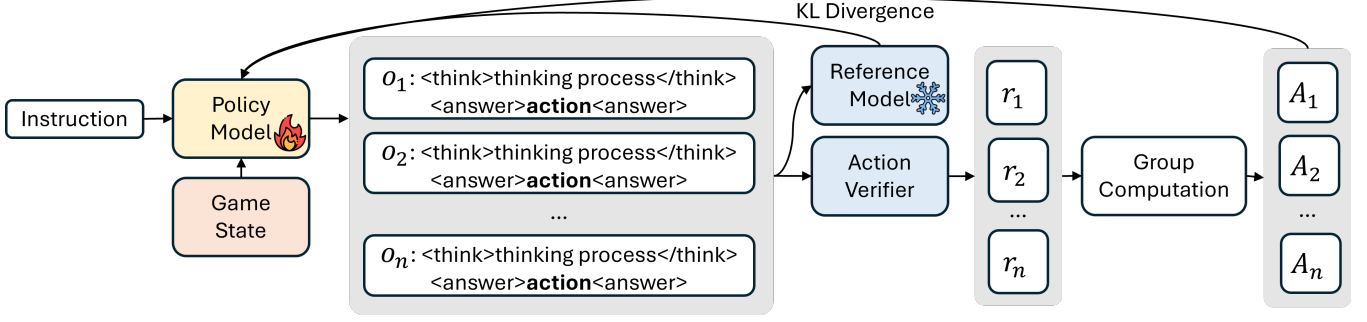 KL Divergence
Instruction
Policy
Model
Game
State
o₁: <think>thinking process</think>
<answer>action<answer>
o₂: <think>thinking process</think>
<answer>action<answer>
...
oₙ: <think>thinking process</think>
<answer>action<answer>
Reference
Model
Action
Verifier
r₁
r₂
...
rₙ
Group
Computation
A₁
A₂
...
Aₙ